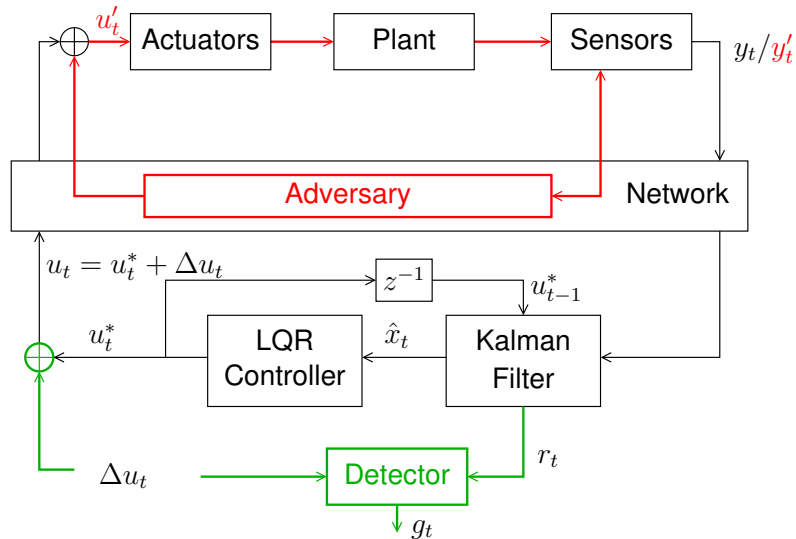 u′ₜ
Actuators
Plant
Sensors
yₜ/y′ₜ
Adversary
Network
uₜ = u*ₜ + Δuₜ
z⁻¹
u*ₜ₋₁
u*ₜ
LQR
Controller
x̂ₜ
Kalman
Filter
Δuₜ
Detector
rₜ
gₜ